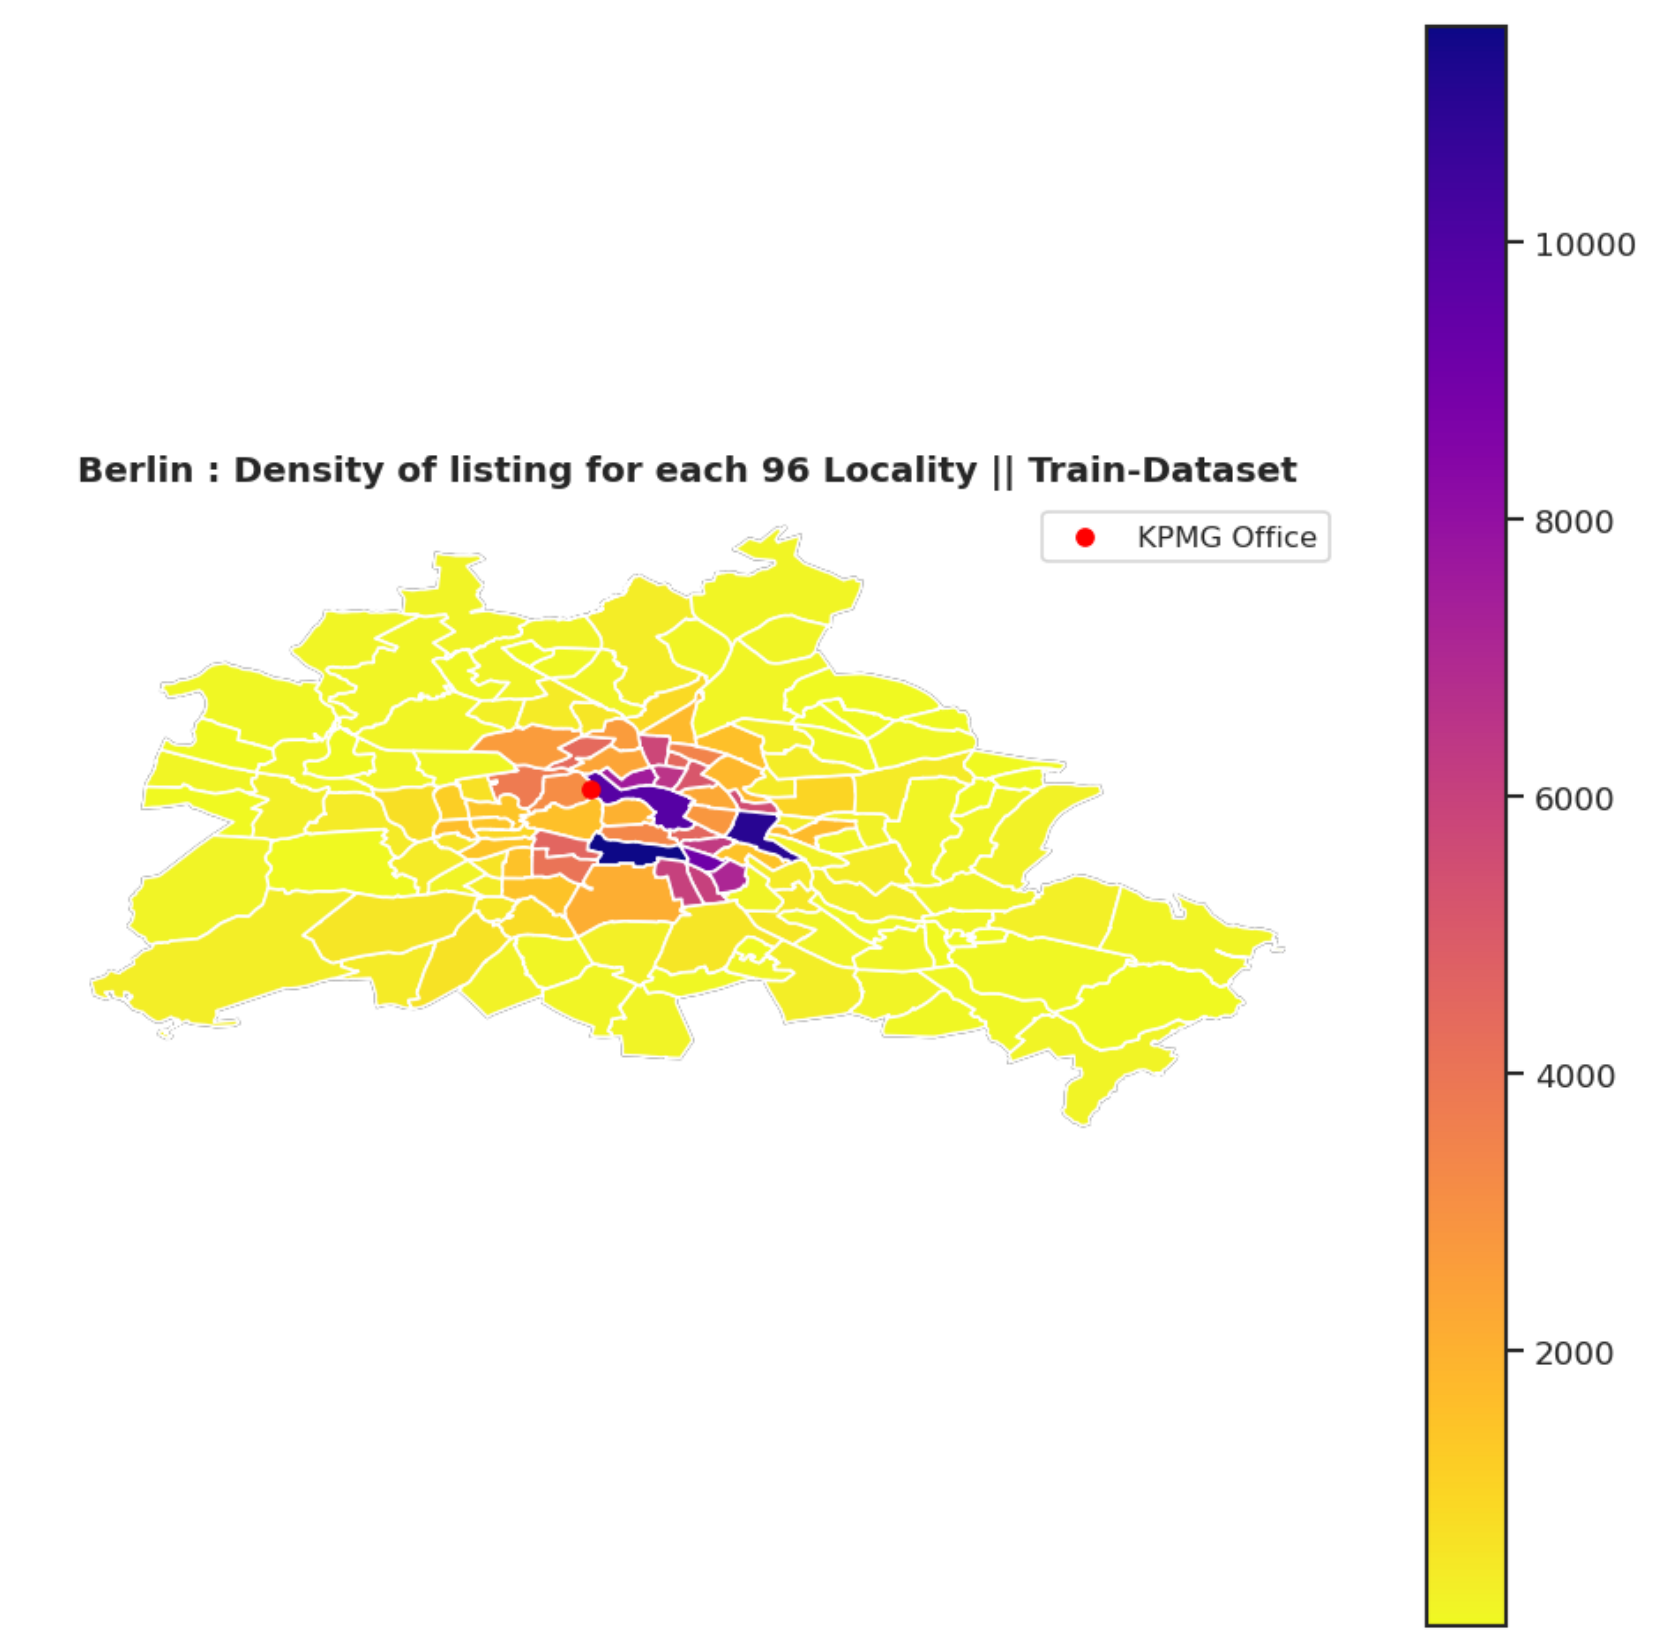 Berlin : Density of listing for each 96 Locality || Train-Dataset
KPMG Office
10000
8000
6000
4000
2000